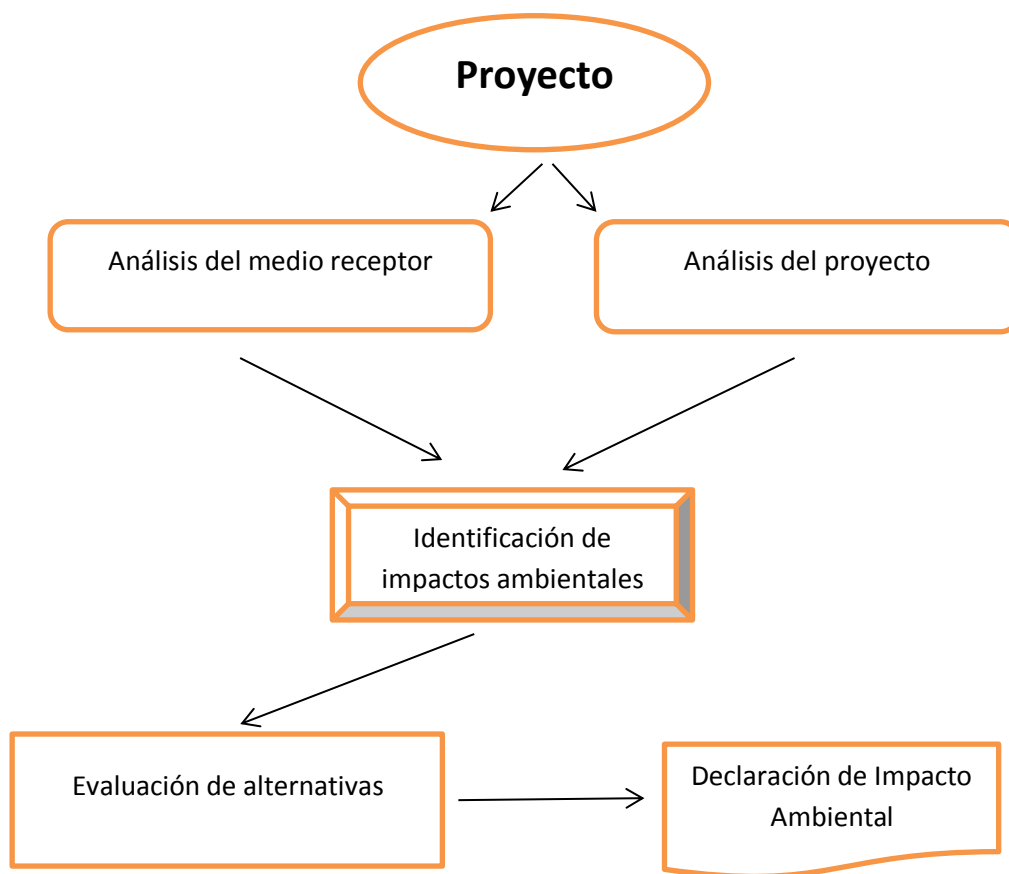 Proyecto
Análisis del medio receptor
Análisis del proyecto
Identificación de
impactos ambientales
Evaluación de alternativas
Declaración de Impacto
Ambiental